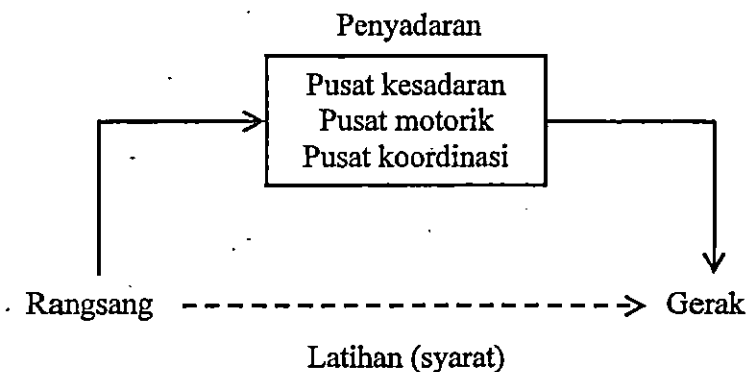 Penyadaran
Pusat kesadaran
Pusat motorik
Pusat koordinasi
Rangsang
Gerak
Latihan (syarat)